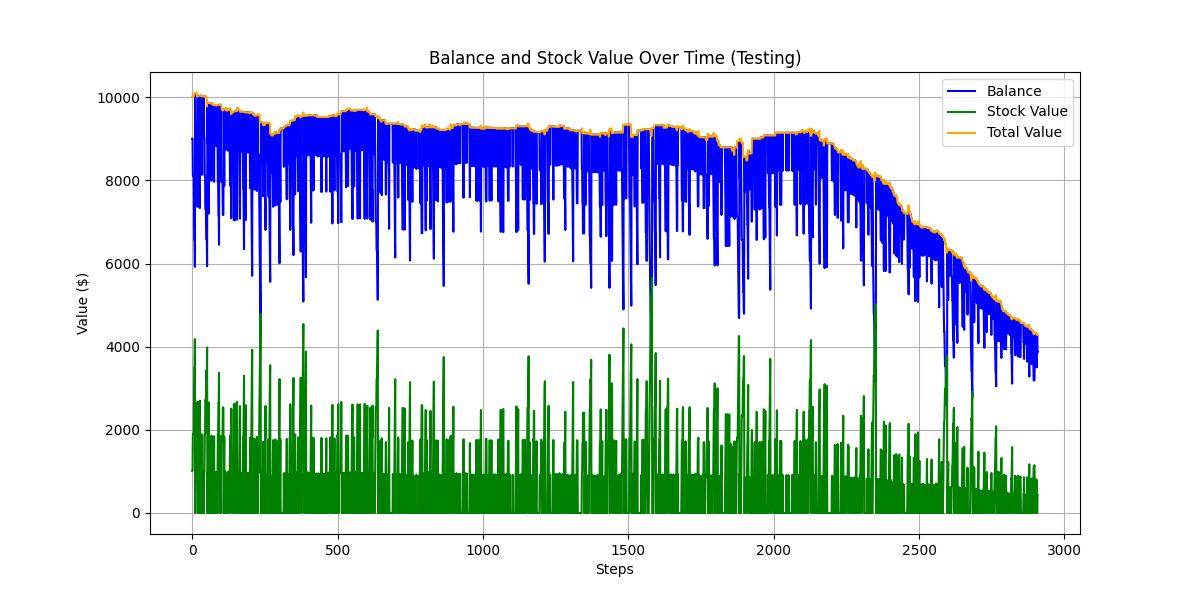 Balance and Stock Value Over Time (Testing)
Balance
Stock Value
Total Value
Value ($)
10000
8000
6000
4000
2000
0
0 500 1000 1500 2000 2500 3000
Steps